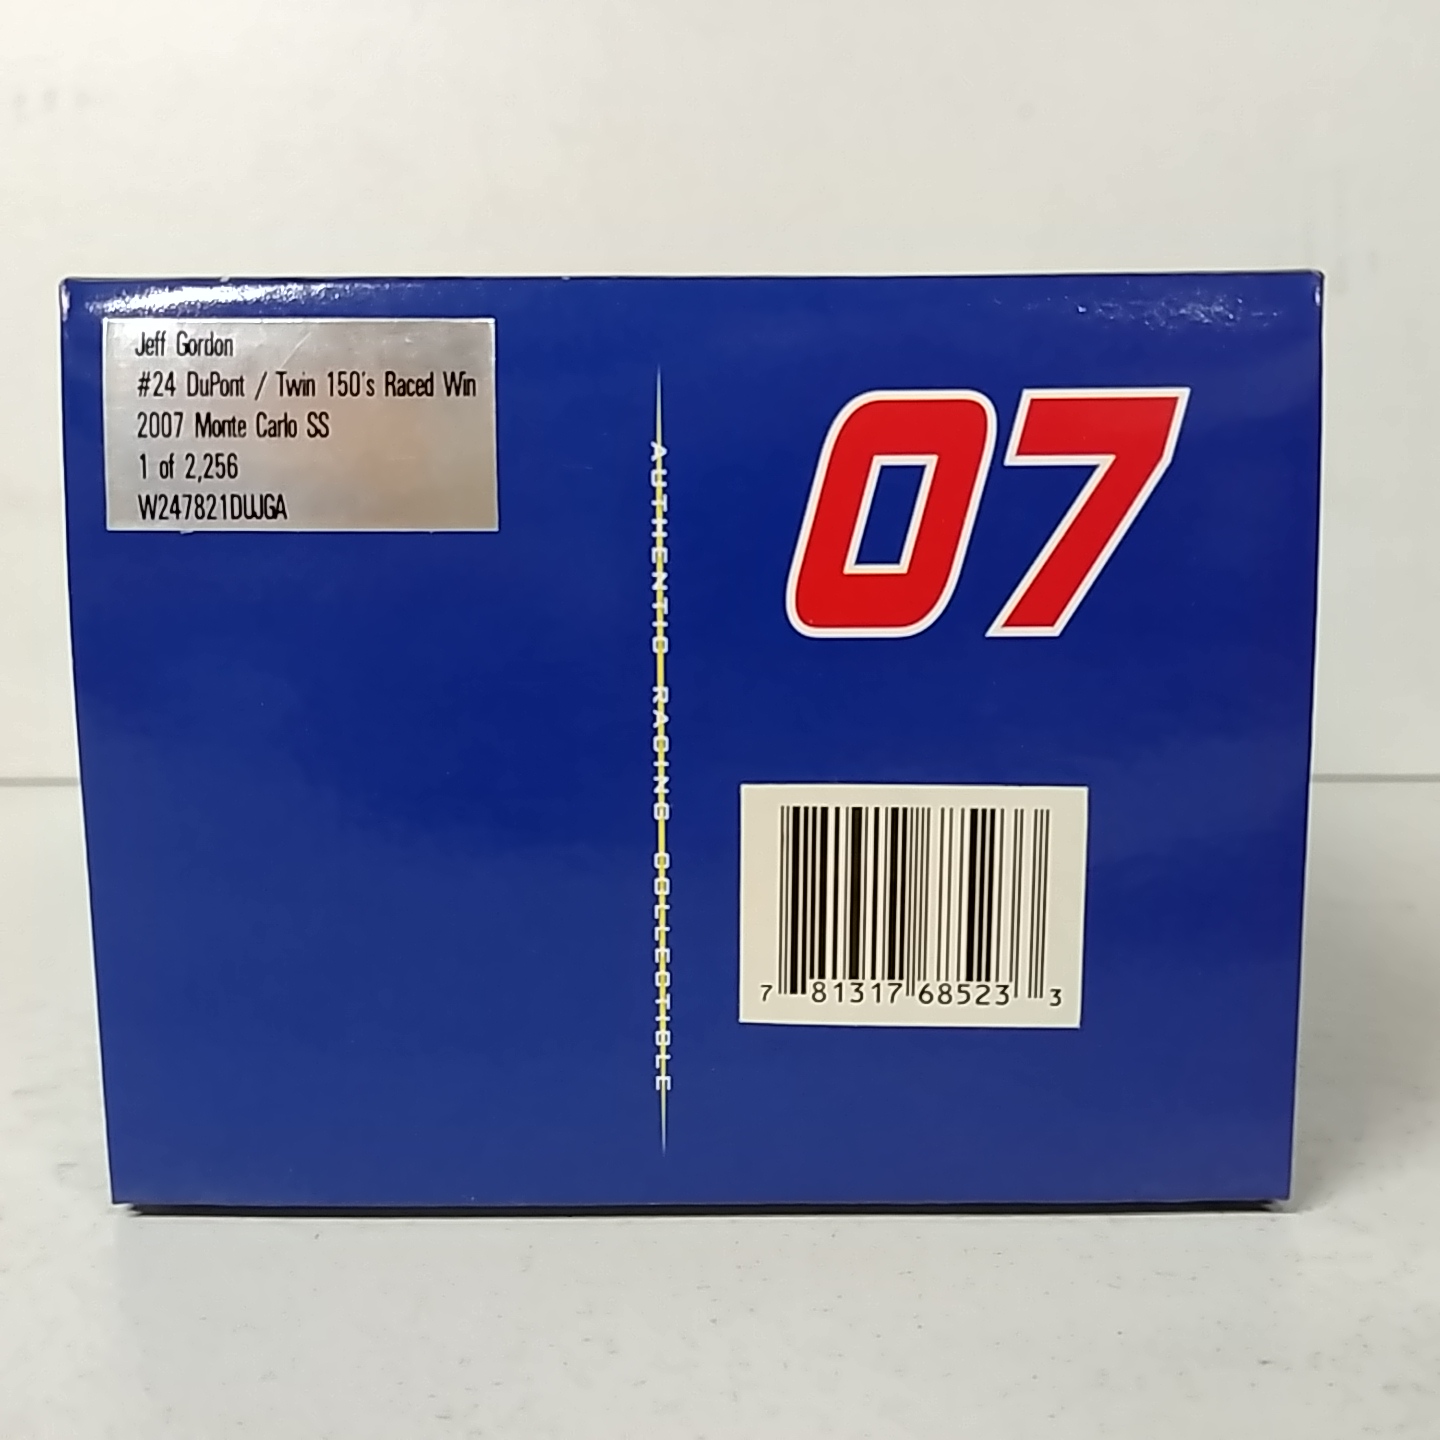 Jeff Gordon
#24 DuPont / Twin 150's Raced Win
2007 Monte Carlo SS
1 of 2,256
W247821DUJGA
AUTHENTIC RACING COLLECTIBLE
07
7 81317 68523 3